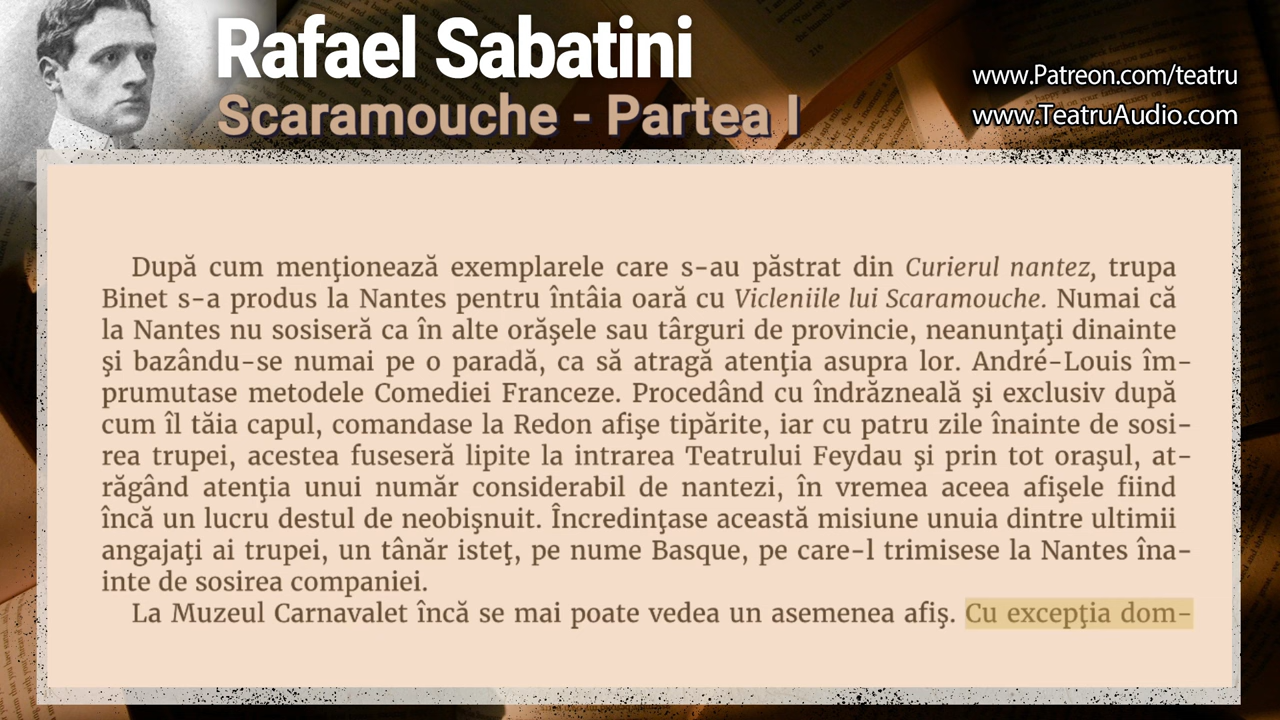 Rafael Sabatini
Scaramouche - Partea I
www.Patreon.com/teatru
www.TeatruAudio.com
După cum menţionează exemplarele care s-au păstrat din Curierul nantez, trupa
Binet s-a produs la Nantes pentru întâia oară cu Vicleniile lui Scaramouche. Numai că
la Nantes nu sosiseră ca în alte orăşele sau târguri de provincie, neanunţaţi dinainte
şi bazându-se numai pe o paradă, ca să atragă atenţia asupra lor. André-Louis îm-
prumutase metodele Comediei Franceze. Procedând cu îndrăzneală şi exclusiv după
cum îl tăia capul, comandase la Redon afişe tipărite, iar cu patru zile înainte de sosi-
rea trupei, acestea fuseseră lipite la intrarea Teatrului Feydau şi prin tot oraşul, at-
răgând atenţia unui număr considerabil de nantezi, în vremea aceea afişele fiind
încă un lucru destul de neobişnuit. Încredinţase această misiune unuia dintre ultimii
angajaţi ai trupei, un tânăr isteţ, pe nume Basque, pe care-l trimisese la Nantes îna-
inte de sosirea companiei.
La Muzeul Carnavalet încă se mai poate vedea un asemenea afiş. Cu excepţia dom-